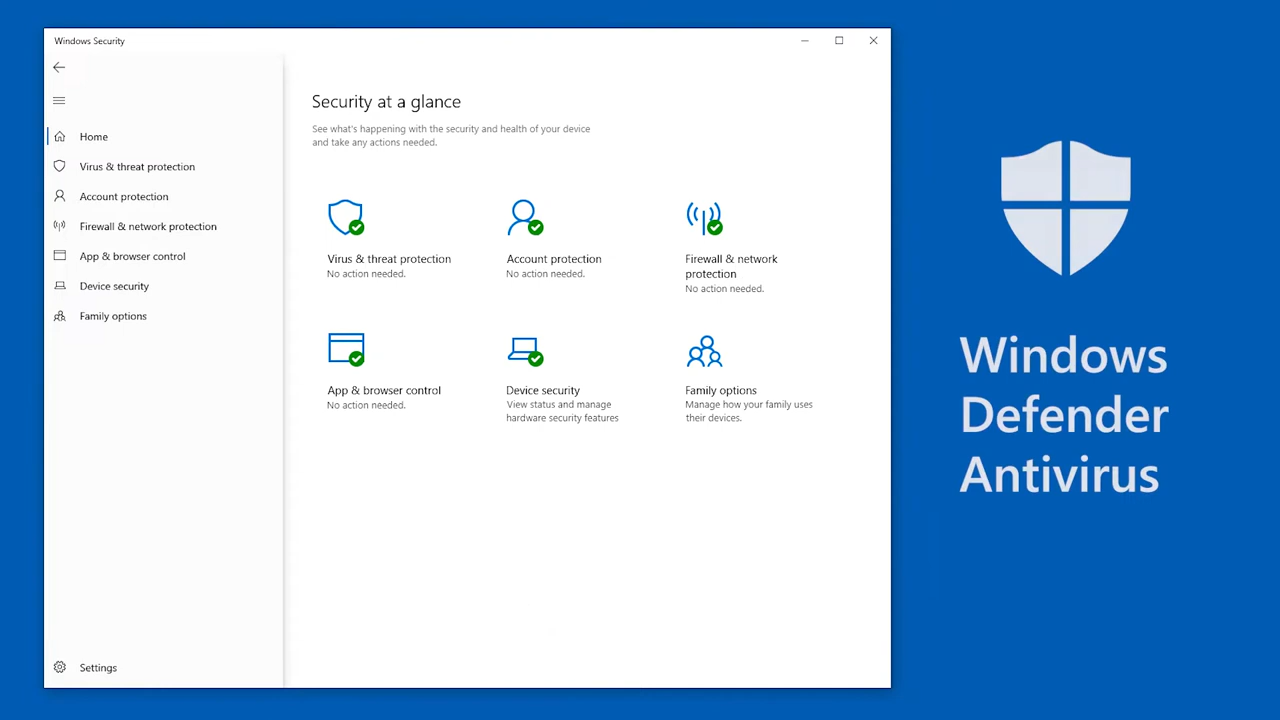 Windows Security
Home
Virus & threat protection
Account protection
Firewall & network protection
App & browser control
Device security
Family options
Settings
Security at a glance
See what's happening with the security and health of your device
and take any actions needed.
Virus & threat protection
No action needed.
Account protection
No action needed.
Firewall & network
protection
No action needed.
App & browser control
No action needed.
Device security
View status and manage
hardware security features
Family options
Manage how your family uses
their devices.
Windows
Defender
Antivirus